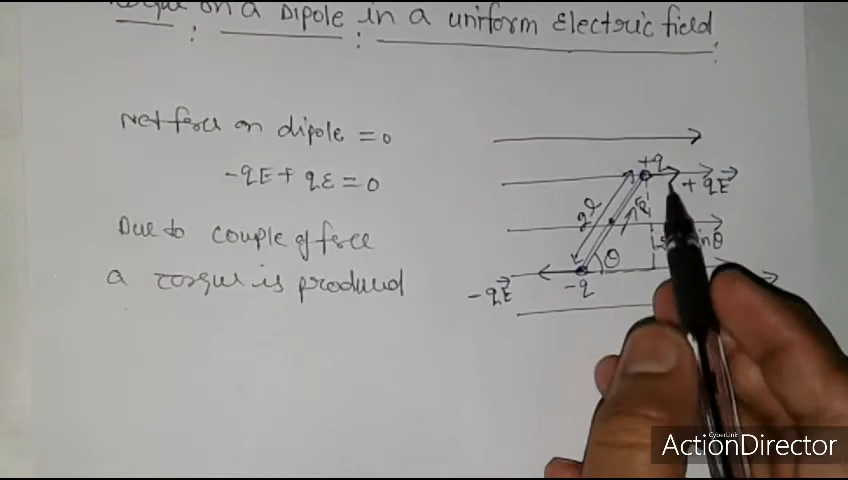 on a Dipole in a uniform Electric field
Net force on dipole = 0
-qE + qE = 0
+q
+ qE⃗
2l
Due to couple of force
θ
a torque is produced
-qE⃗
-q
CyberLink
ActionDirector